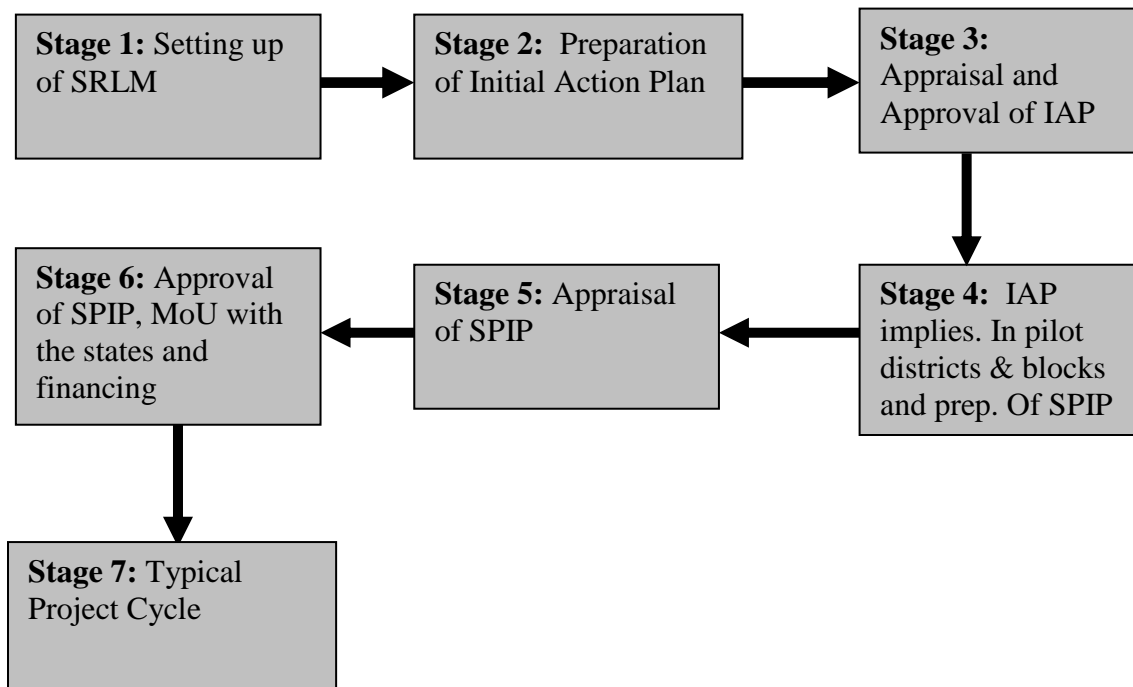 Stage 1: Setting up
of SRLM
Stage 2: Preparation
of Initial Action Plan
Stage 3:
Appraisal and
Approval of IAP
Stage 4: IAP
implies. In pilot
districts & blocks
and prep. Of SPIP
Stage 5: Appraisal
of SPIP
Stage 6: Approval
of SPIP, MoU with
the states and
financing
Stage 7: Typical
Project Cycle